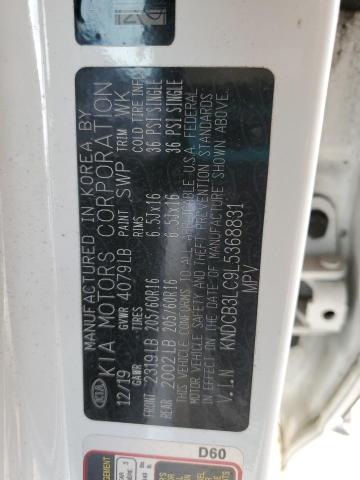 MANUFACTURED IN KOREA BY
KIA KIA MOTORS CORPORATION
12/19 GVWR 4079LB PAINT SWP TRIM WK
GAWR RIMS COLD TIRE INFL
FRONT 2319LB 205/60R16 6.5Jx16 36 PSI SINGLE
REAR 2002LB 205/60R16 6.5Jx16 36 PSI SINGLE
THIS VEHICLE CONFORMS TO ALL APPLICABLE U.S.A. FEDERAL
MOTOR VEHICLE SAFETY AND THEFT PREVENTION STANDARDS
IN EFFECT ON THE DATE OF MANUFACTURE SHOWN ABOVE.
V.I.N KNDCB3LC9L5368831
MPV
D60